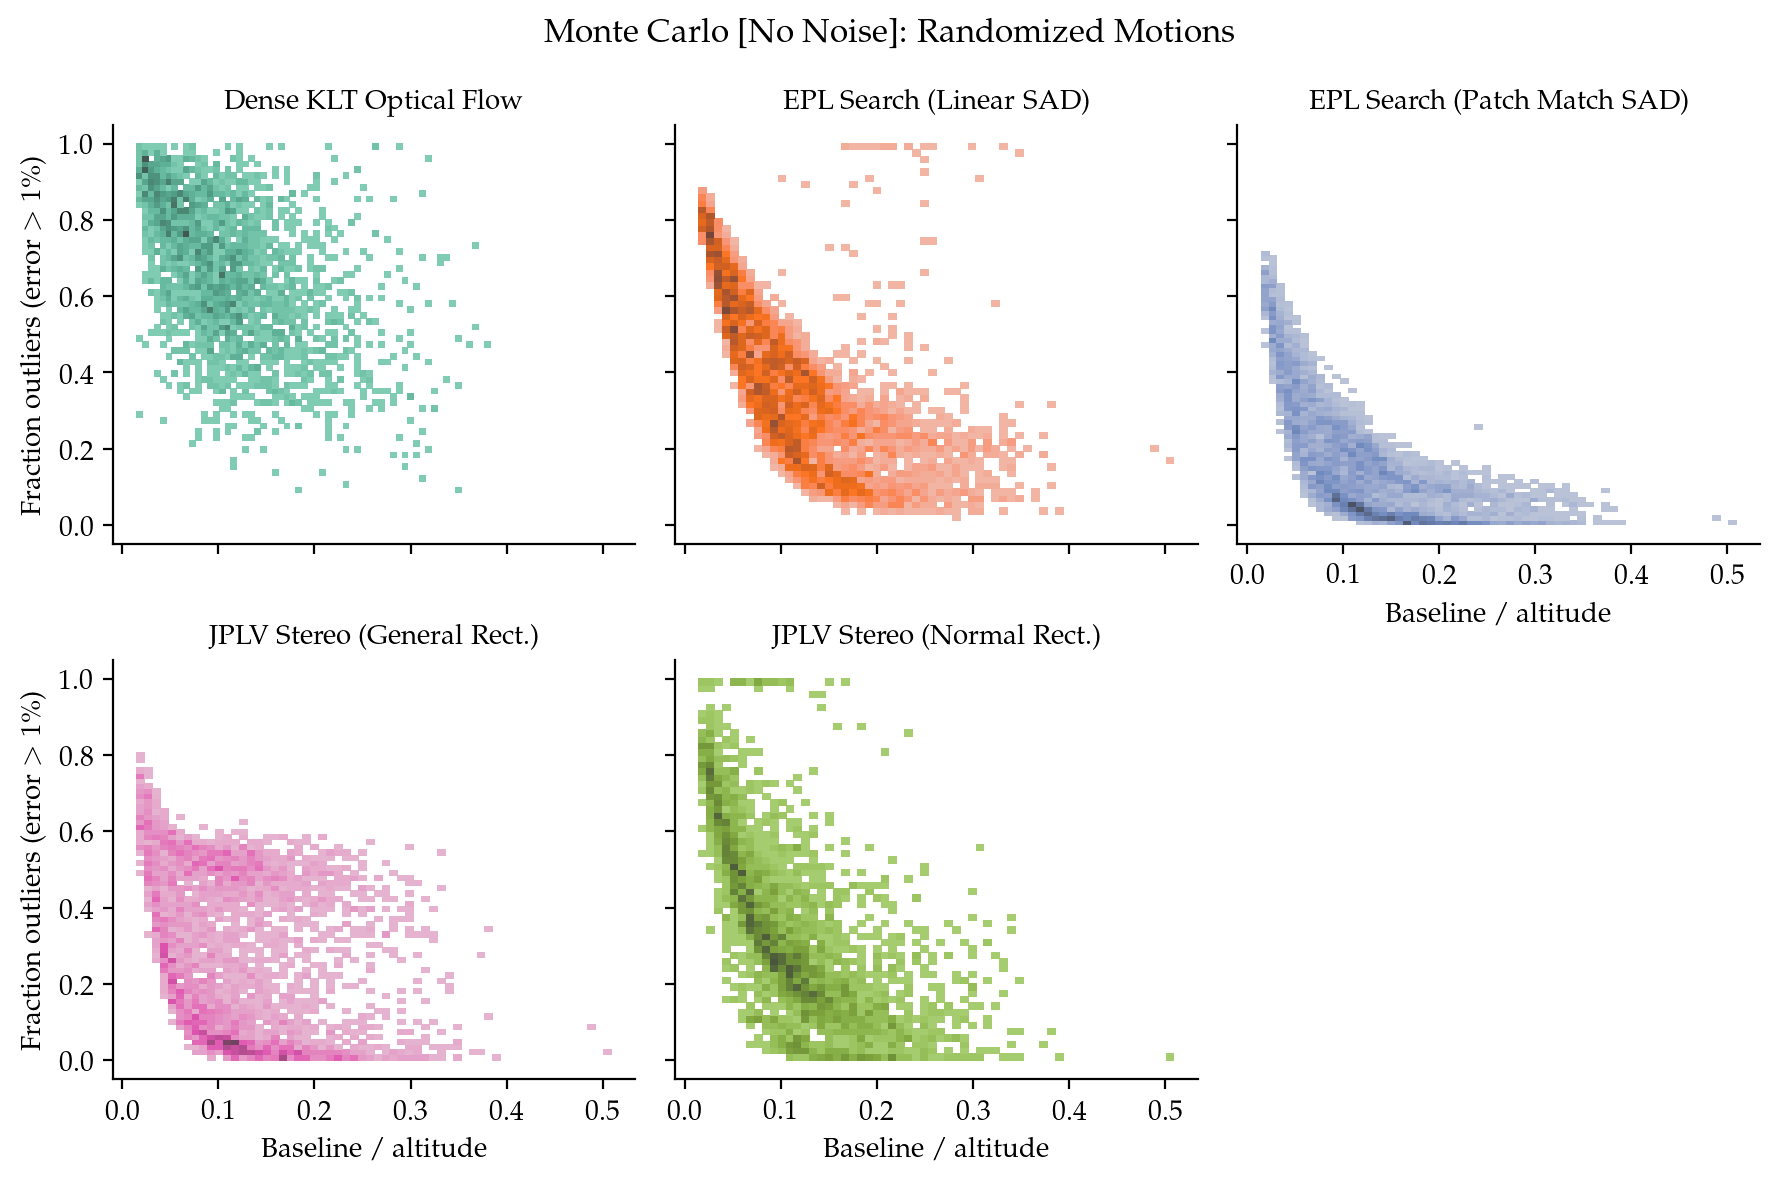 Monte Carlo [No Noise]: Randomized Motions
Dense KLT Optical Flow
EPL Search (Linear SAD)
EPL Search (Patch Match SAD)
Fraction outliers (error > 1%)
1.0
0.8
0.6
0.4
0.2
0.0
0.0 0.1 0.2 0.3 0.4 0.5
Baseline / altitude
JPLV Stereo (General Rect.)
JPLV Stereo (Normal Rect.)
Fraction outliers (error > 1%)
1.0
0.8
0.6
0.4
0.2
0.0
0.0 0.1 0.2 0.3 0.4 0.5
Baseline / altitude
0.0 0.1 0.2 0.3 0.4 0.5
Baseline / altitude